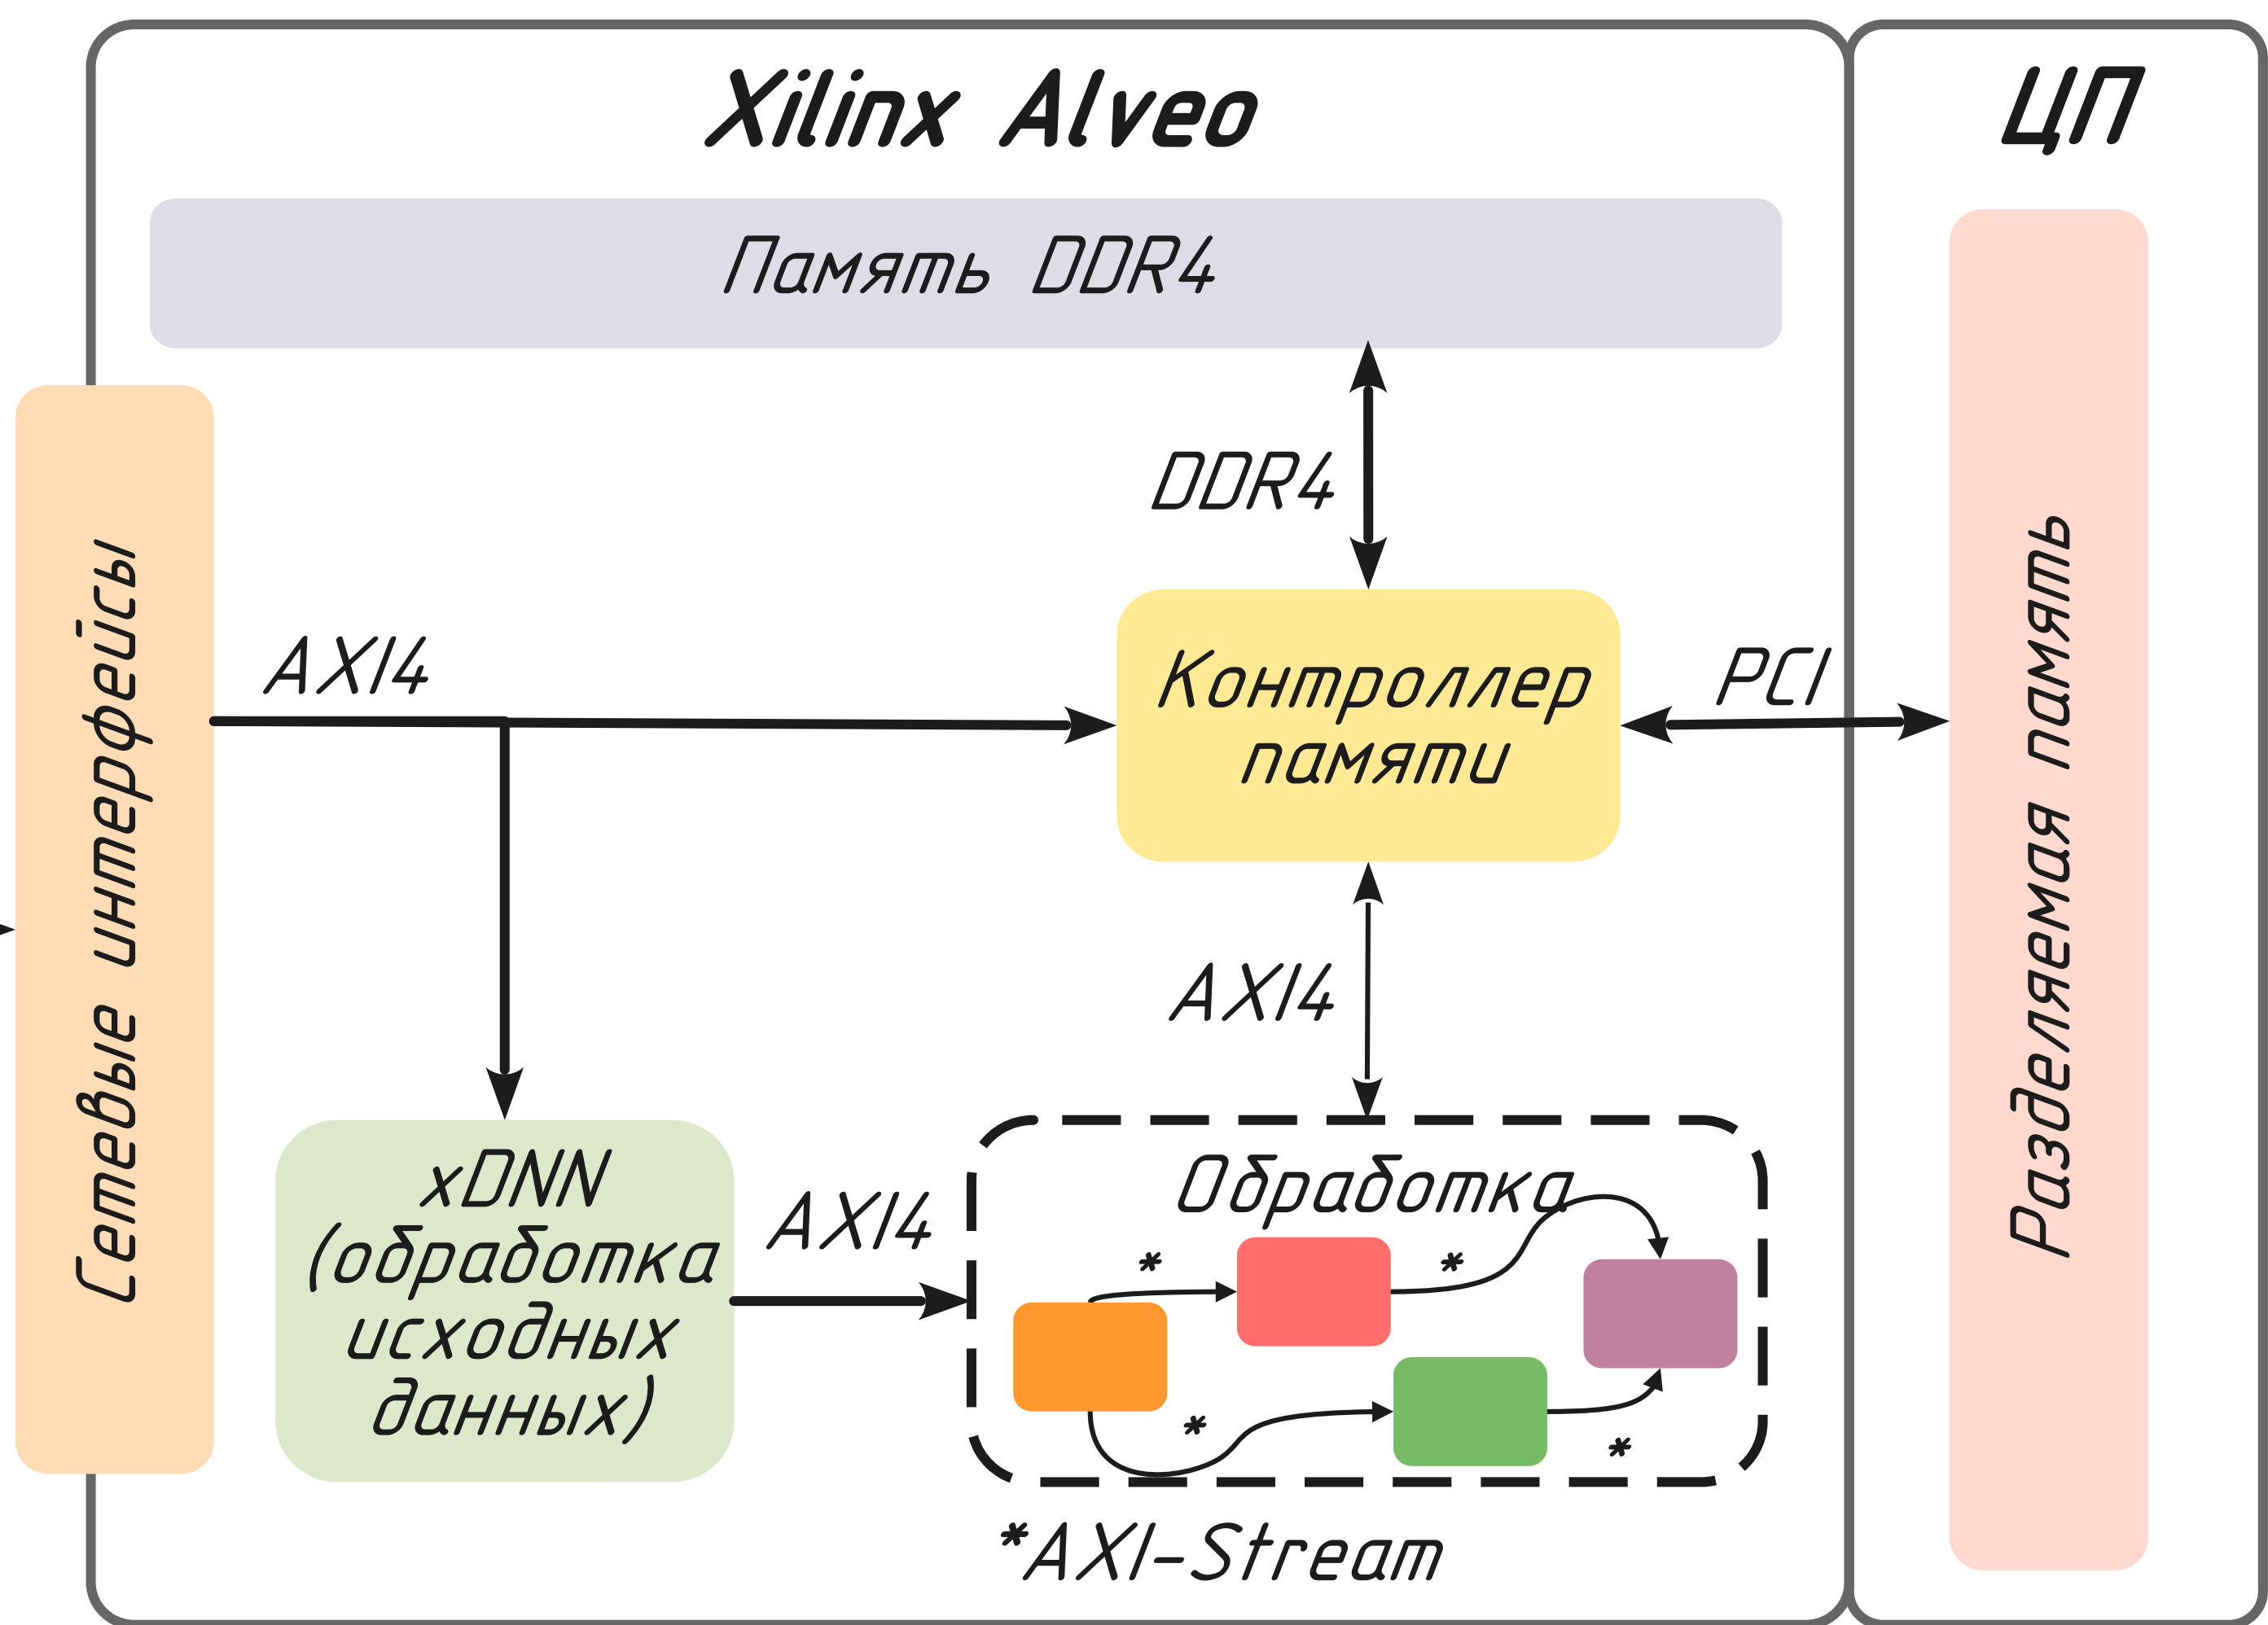 Xilinx Alveo
ЦП
Память DDR4
DDR4
Сетевые интерфейсы
AXI4
Контроллер
памяти
PCI
Разделяемая память
AXI4
xDNN
(обработка
исходных
данных)
AXI4
Обработка
*
*
*
*
*AXI-Stream